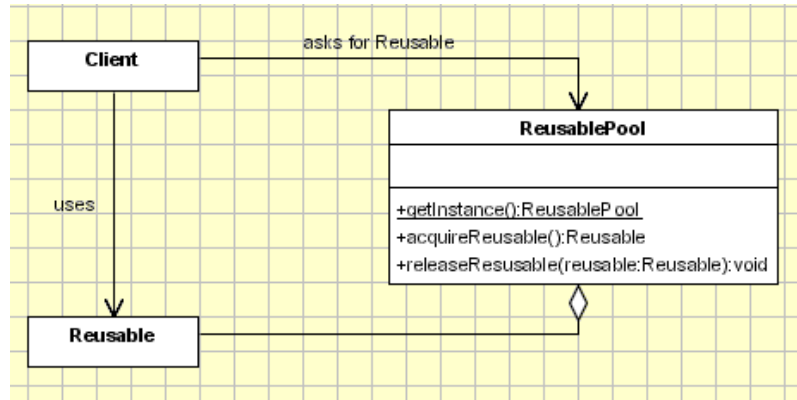 asks for Reusable
Client
ReusablePool
uses
+getInstance():ReusablePool
+acquireReusable():Reusable
+releaseResusable(reusable:Reusable):void
Reusable